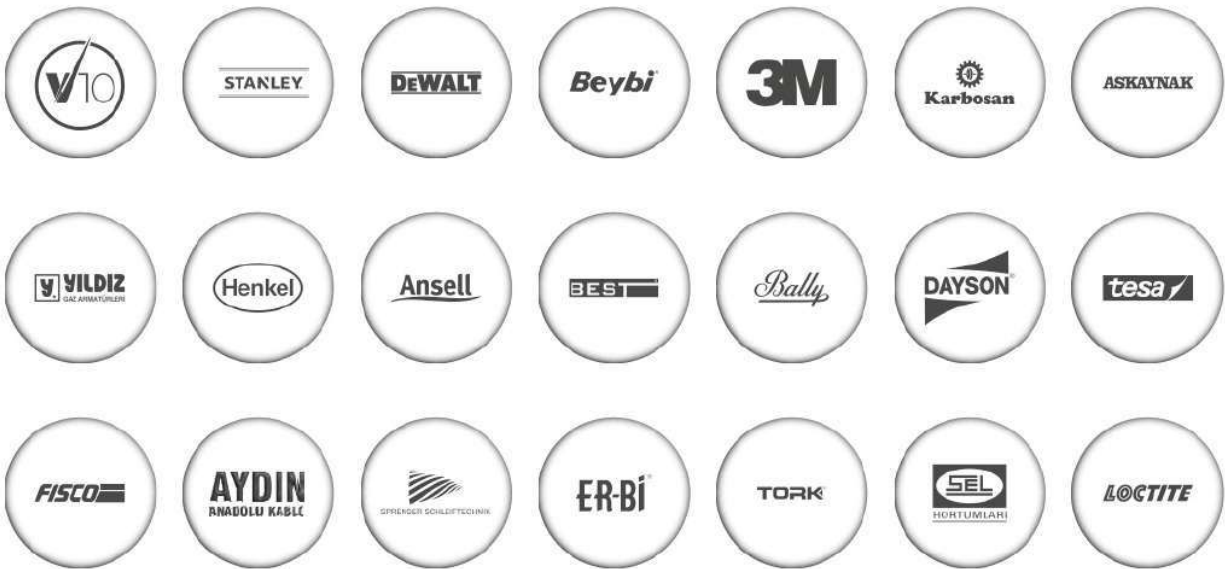 V10
STANLEY
DEWALT
Beybi
3M
Karbosan
ASKAYNAK
y. YILDIZ
GAZ ARMATÜRLERİ
Henkel
Ansell
BEST
Bally
DAYSON
tesa
FISCO
AYDIN
ANADOLU KABLO
SPRENGER SCHLEIFTECHNIK
ER-Bİ
TORK
SEL
HORTUMLARI
LOCTITE